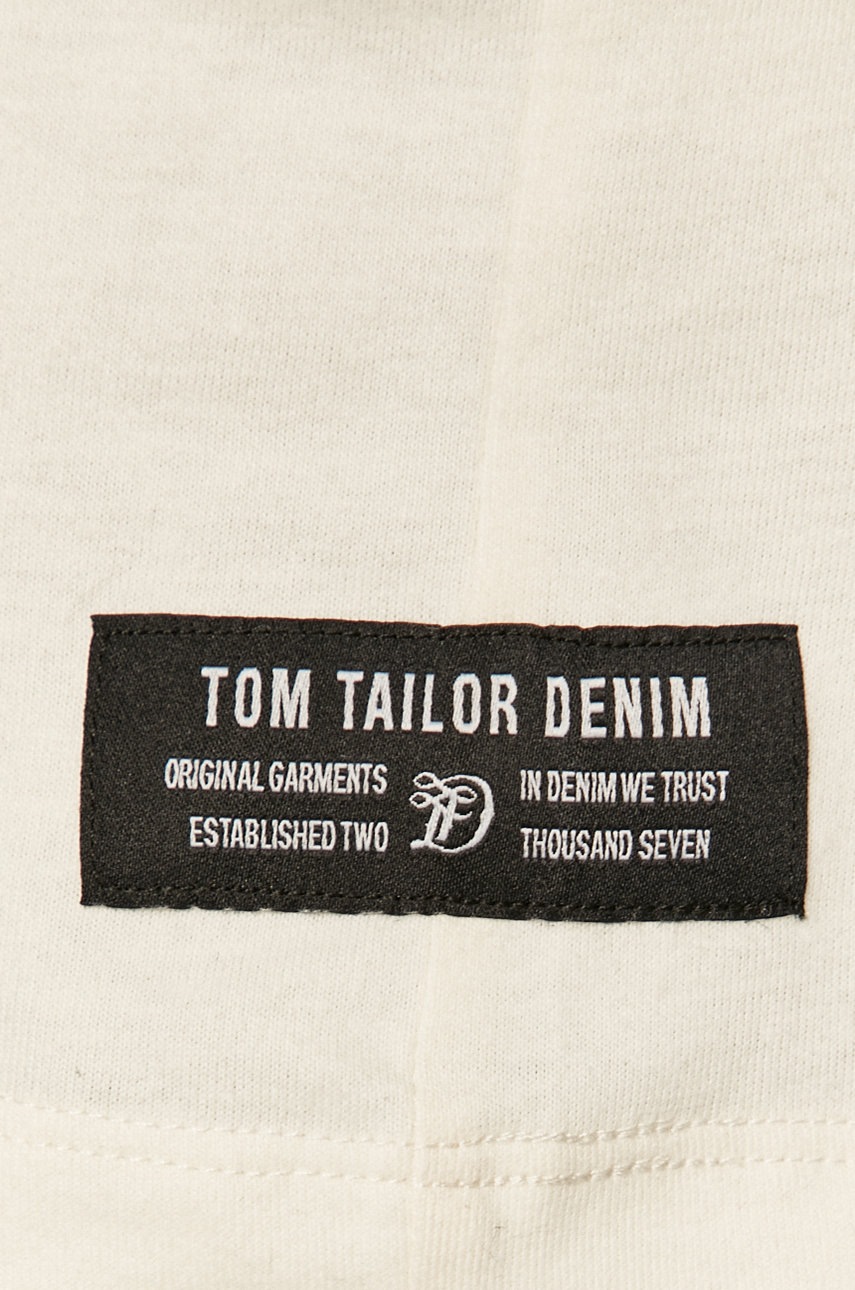 TOM TAILOR DENIM
ORIGINAL GARMENTS IN DENIM WE TRUST
ESTABLISHED TWO THOUSAND SEVEN